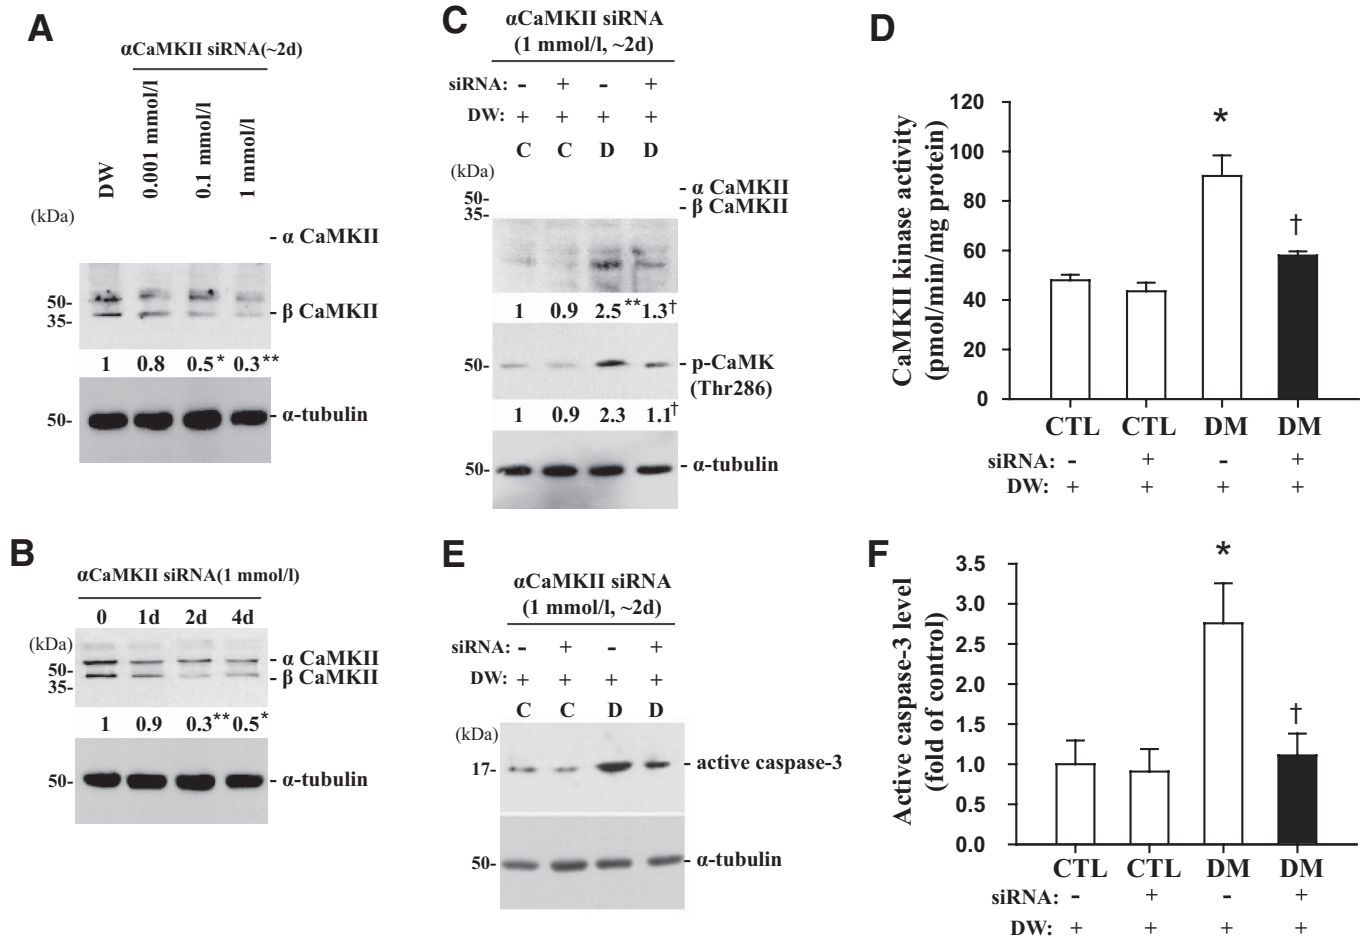 A
αCaMKII siRNA(~2d)
DW
0.001 mmol/l
0.1 mmol/l
1 mmol/l
(kDa)
- α CaMKII
50-
35-
- β CaMKII
1 0.8 0.5* 0.3**
50-
- α-tubulin
B
αCaMKII siRNA(1 mmol/l)
0 1d 2d 4d
(kDa)
50-
35-
- α CaMKII
- β CaMKII
1 0.9 0.3** 0.5*
50-
- α-tubulin
C
αCaMKII siRNA
(1 mmol/l, ~2d)
siRNA: - + - +
DW: + + + +
C C D D
(kDa)
50-
35-
- α CaMKII
- β CaMKII
1 0.9 2.5** 1.3†
50-
- p-CaMK
(Thr286)
1 0.9 2.3 1.1†
50-
- α-tubulin
D
CaMKII kinase activity
(pmol/min/mg protein)
120
100
80
60
40
20
0
*
†
CTL CTL DM DM
siRNA: - + - +
DW: + + + +
E
αCaMKII siRNA
(1 mmol/l, ~2d)
siRNA: - + - +
DW: + + + +
C C D D
(kDa)
17-
- active caspase-3
50-
- α-tubulin
F
Active caspase-3 level
(fold of control)
3.5
3.0
2.5
2.0
1.5
1.0
0.5
0.0
*
†
CTL CTL DM DM
siRNA: - + - +
DW: + + + +